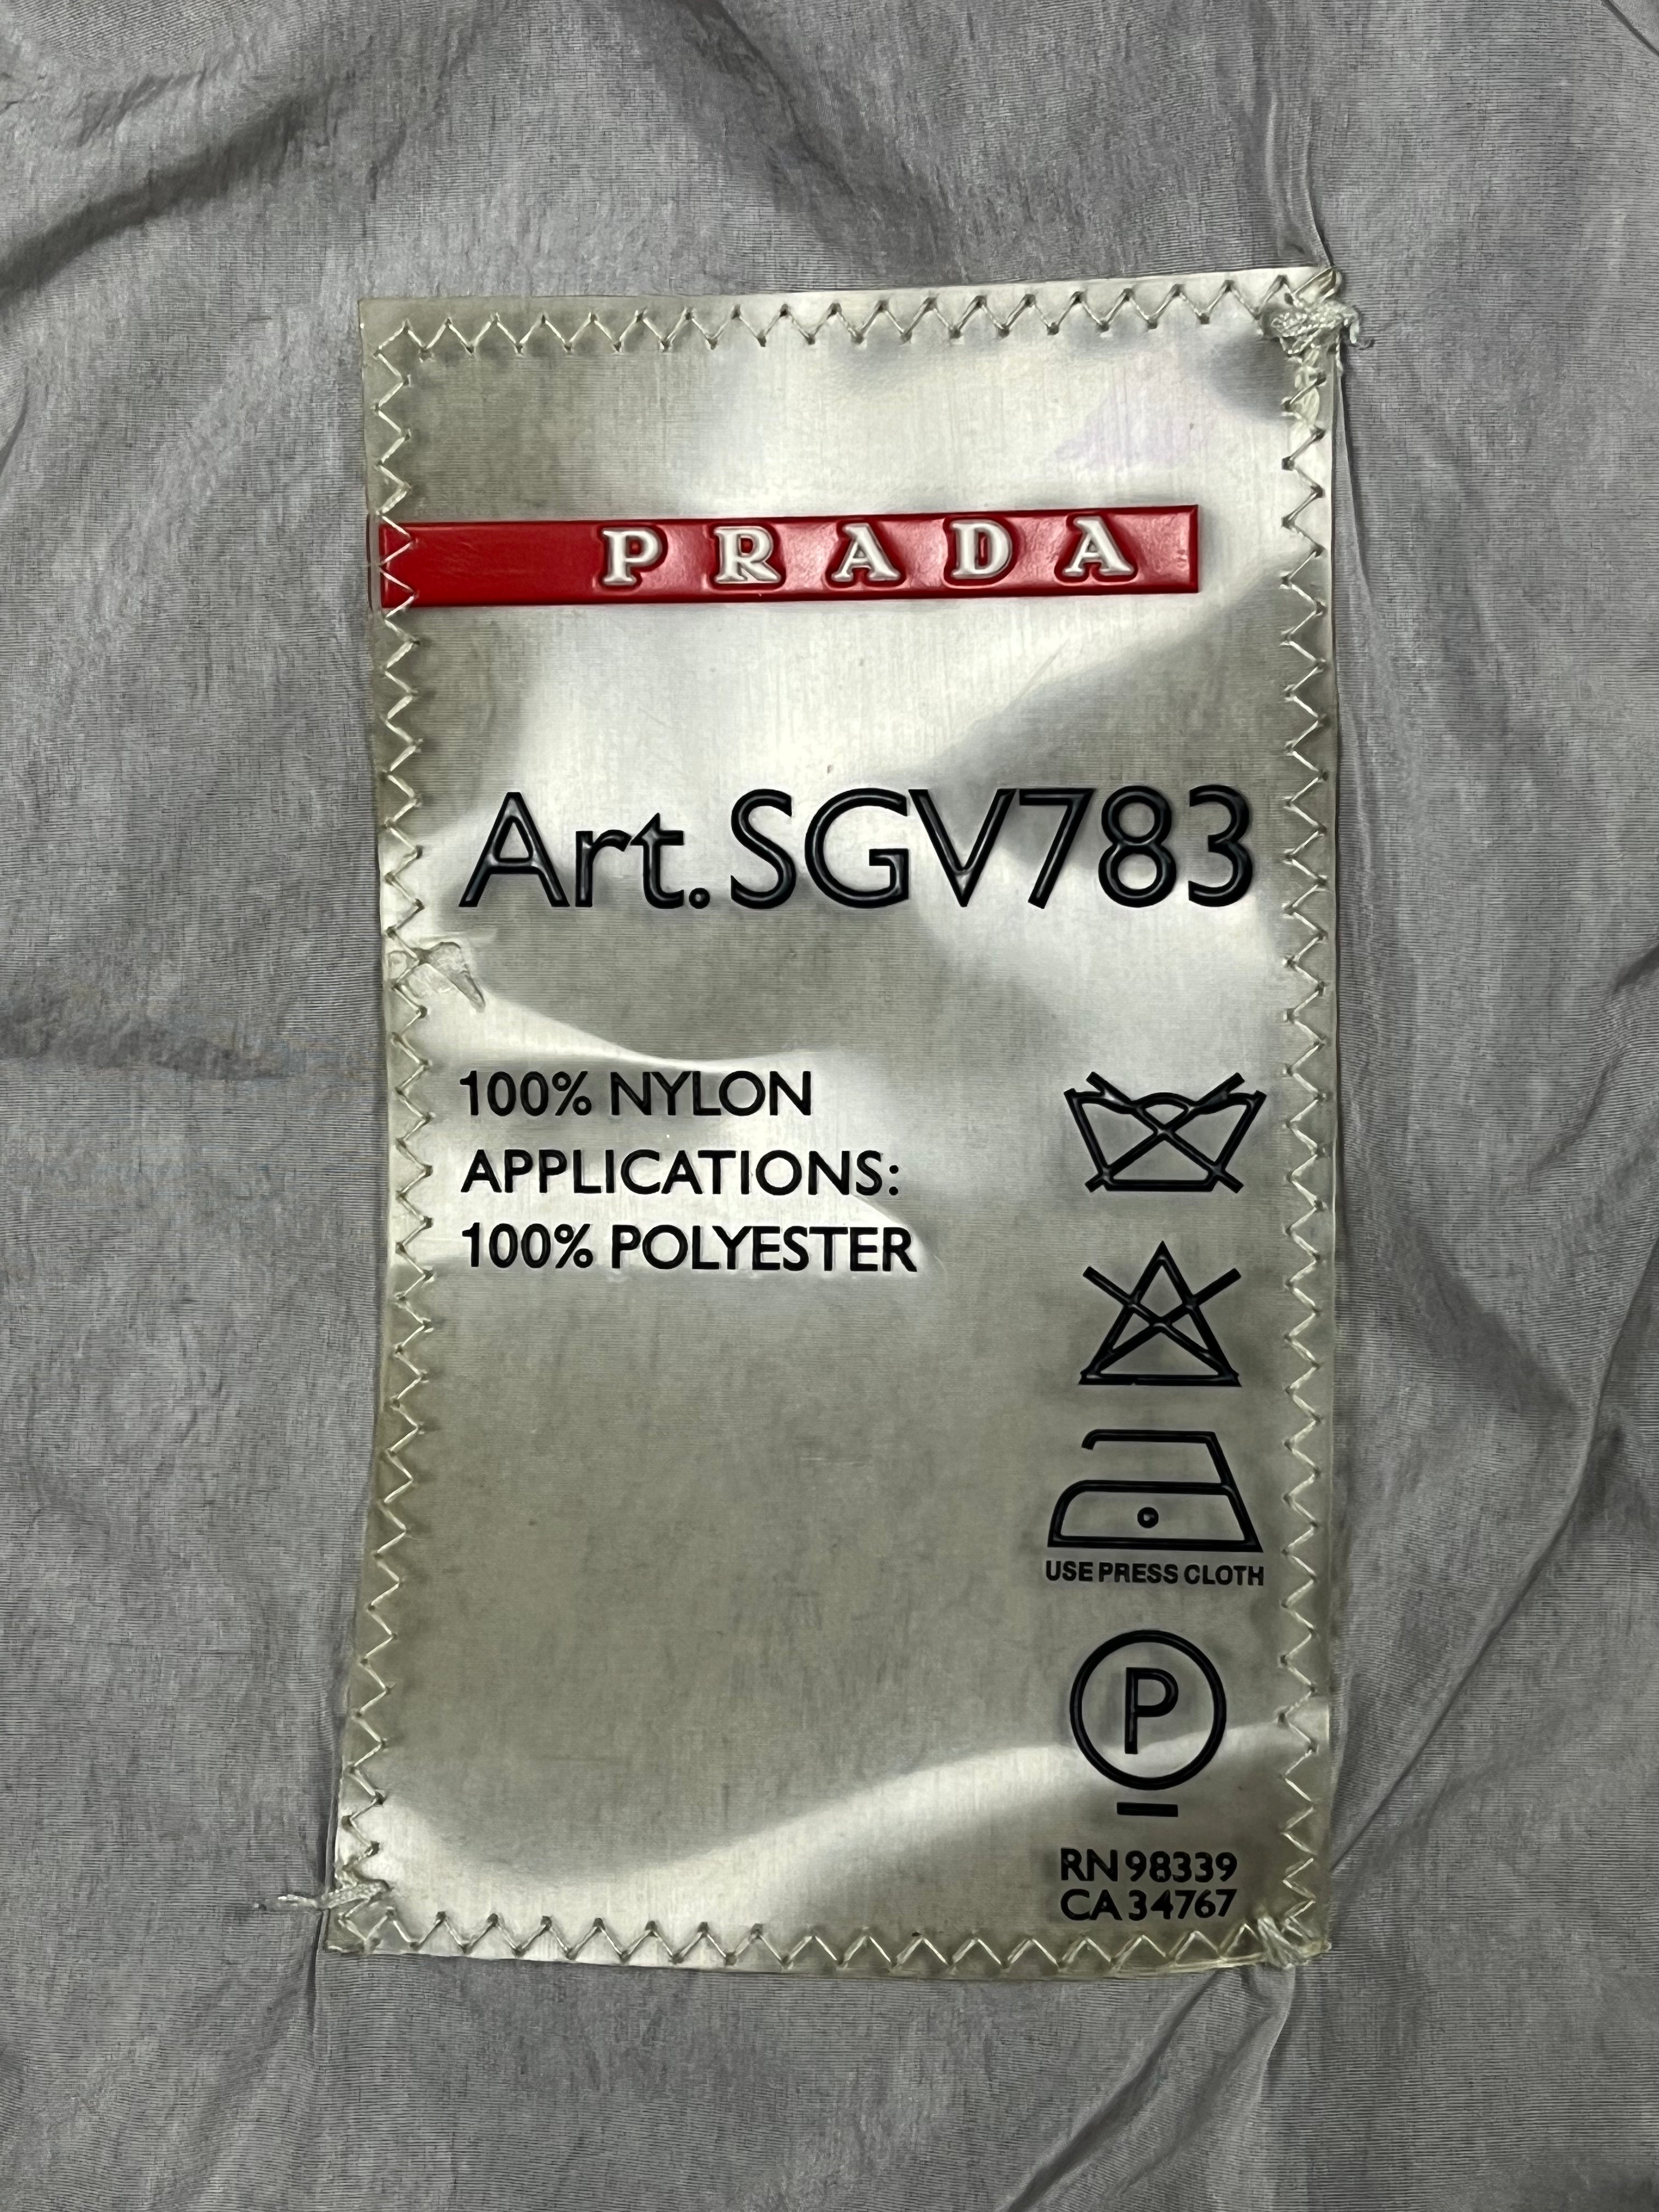 PRADA
Art. SGV783
100% NYLON
APPLICATIONS:
100% POLYESTER
USE PRESS CLOTH
P
RN 98339
CA 34767